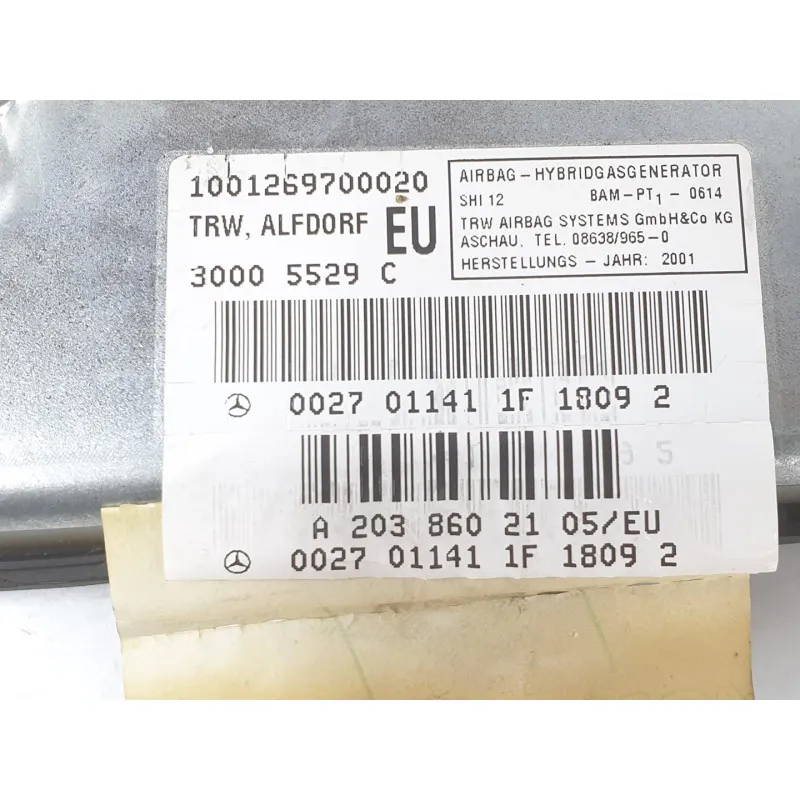 1001269700020
TRW, ALFDORF EU
30005 5529 C
AIRBAG – HYBRIDGASGENERATOR
SHI 12 BAM–PT1 – 0614
TRW AIRBAG SYSTEMS GmbH&Co KG
ASCHAU, TEL. 08638/965–0
HERSTELLUNGS – JAHR: 2001
0027 01141 1F 1809 2
A 203 860 21 05/EU
0027 01141 1F 1809 2